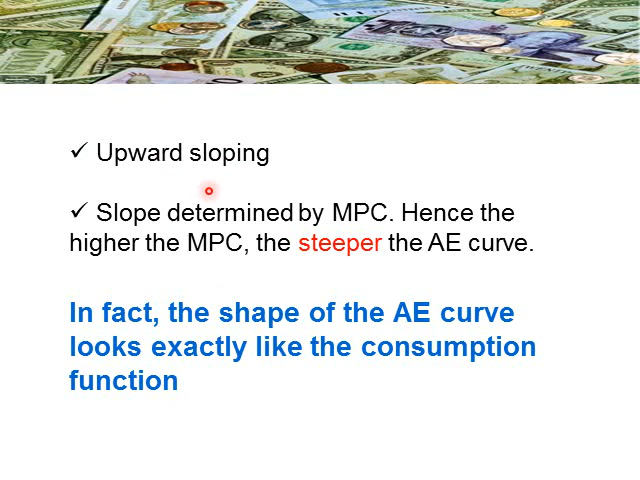 ✓ Upward sloping
✓ Slope determined by MPC. Hence the
higher the MPC, the steeper the AE curve.
In fact, the shape of the AE curve
looks exactly like the consumption
function